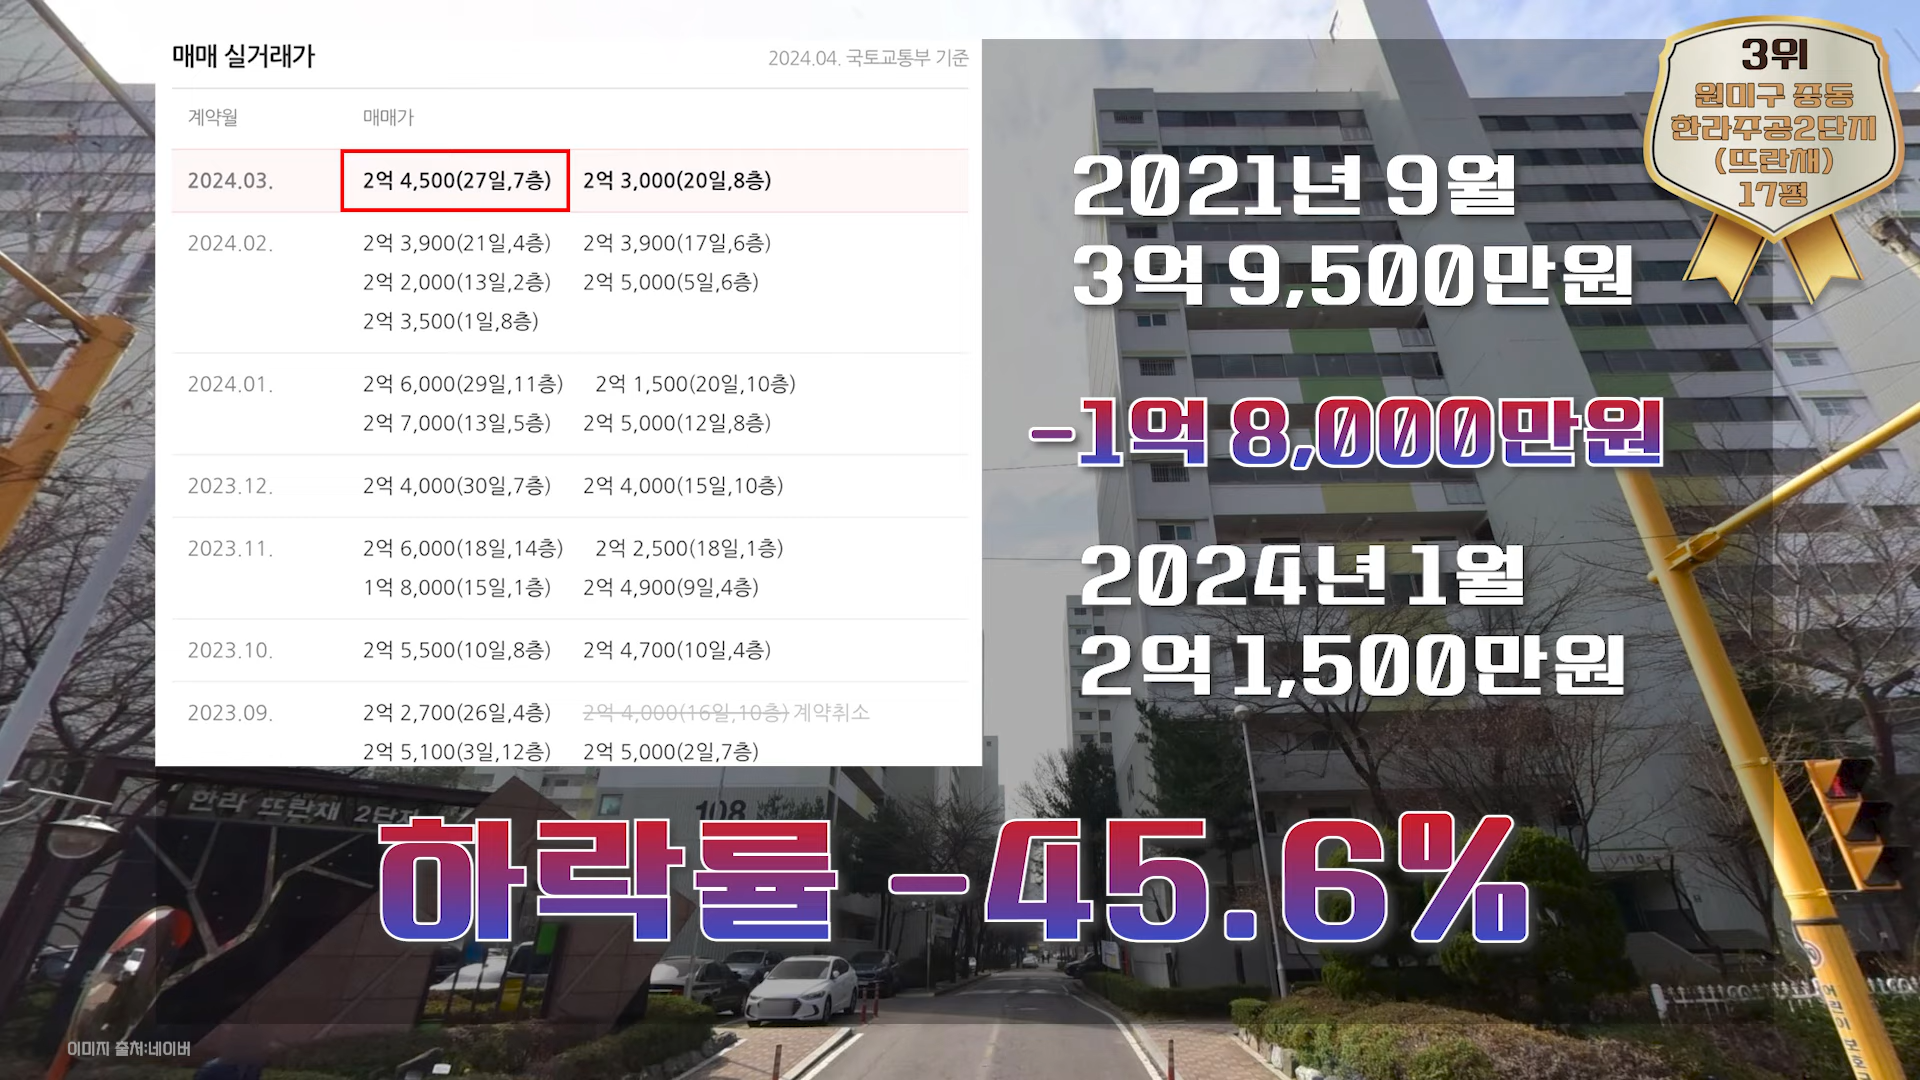 매매 실거래가
2024.04. 국토교통부 기준
계약월 매매가
2024.03. 2억 4,500(27일,7층) 2억 3,000(20일,8층)
2024.02. 2억 3,900(21일,4층) 2억 3,900(17일,6층)
2억 2,000(13일,2층) 2억 5,000(5일,6층)
2억 3,500(1일,8층)
2024.01. 2억 6,000(29일,11층) 2억 1,500(20일,10층)
2억 7,000(13일,5층) 2억 5,000(12일,8층)
2023.12. 2억 4,000(30일,7층) 2억 4,000(15일,10층)
2023.11. 2억 6,000(18일,14층) 2억 2,500(18일,1층)
1억 8,000(15일,1층) 2억 4,900(9일,4층)
2023.10. 2억 5,500(10일,8층) 2억 4,700(10일,4층)
2023.09. 2억 2,700(26일,4층) 2억 4,000(16일,10층) 계약취소
2억 5,100(3일,12층) 2억 5,000(2일,7층)
3위
원미구 중동
한라주공2단지
(뜨란채)
17평
2021년 9월
3억 9,500만원
-1억 8,000만원
2024년 1월
2억 1,500만원
하락률 -45.6%
한라 뜨란채 2단지
108
어린이 보호
이미지 출처:네이버